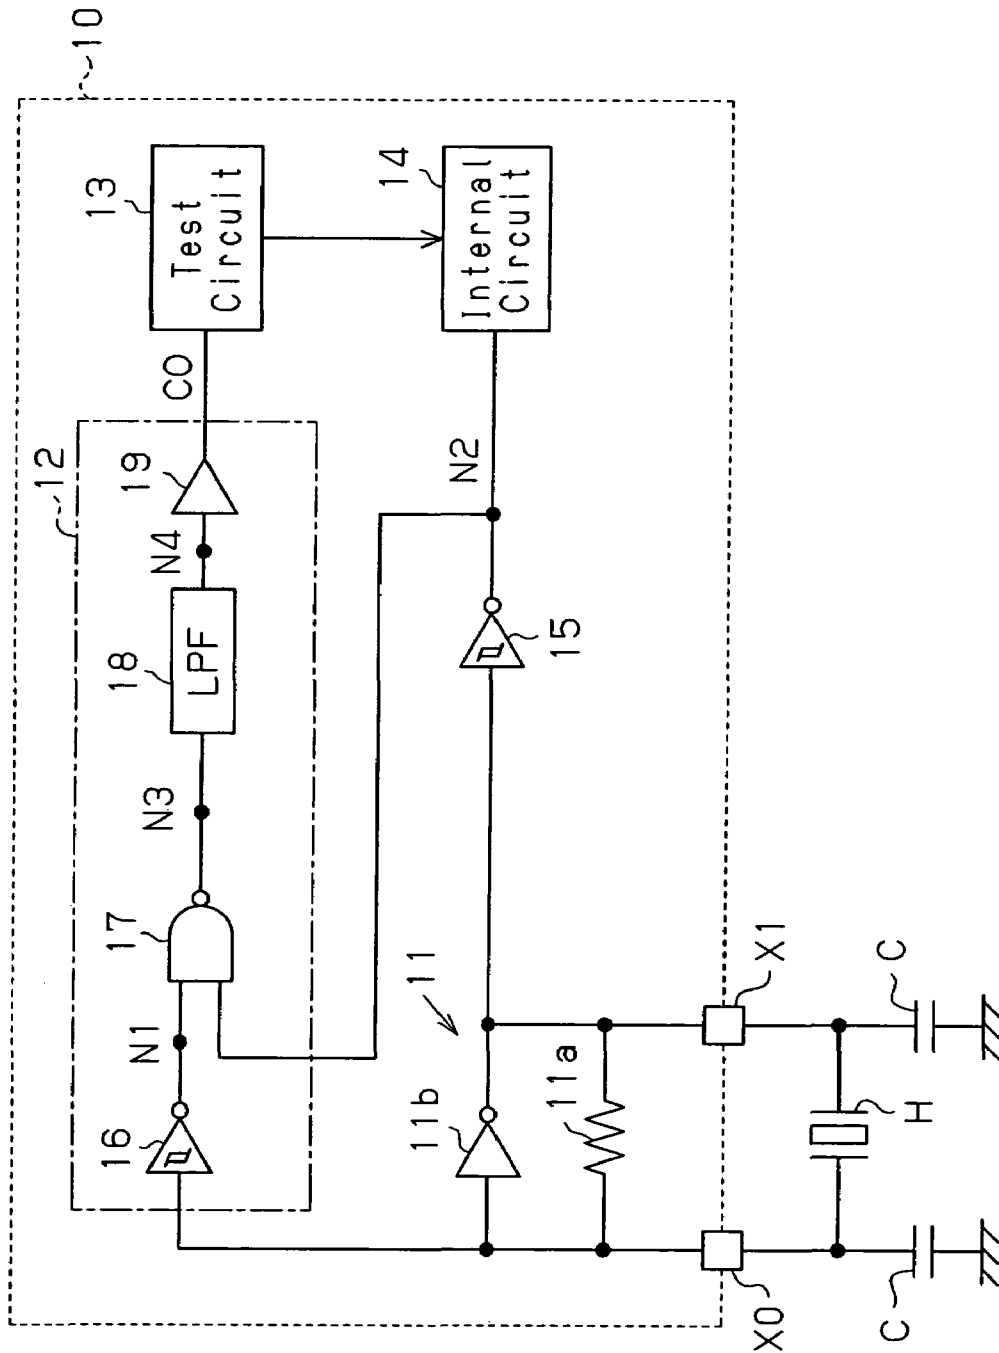 10
12
13
Test
Circuit
CO
19
N4
18
LPF
N3
17
N1
16
14
Internal
Circuit
N2
15
11
11b
11a
X0
X1
H
C
C